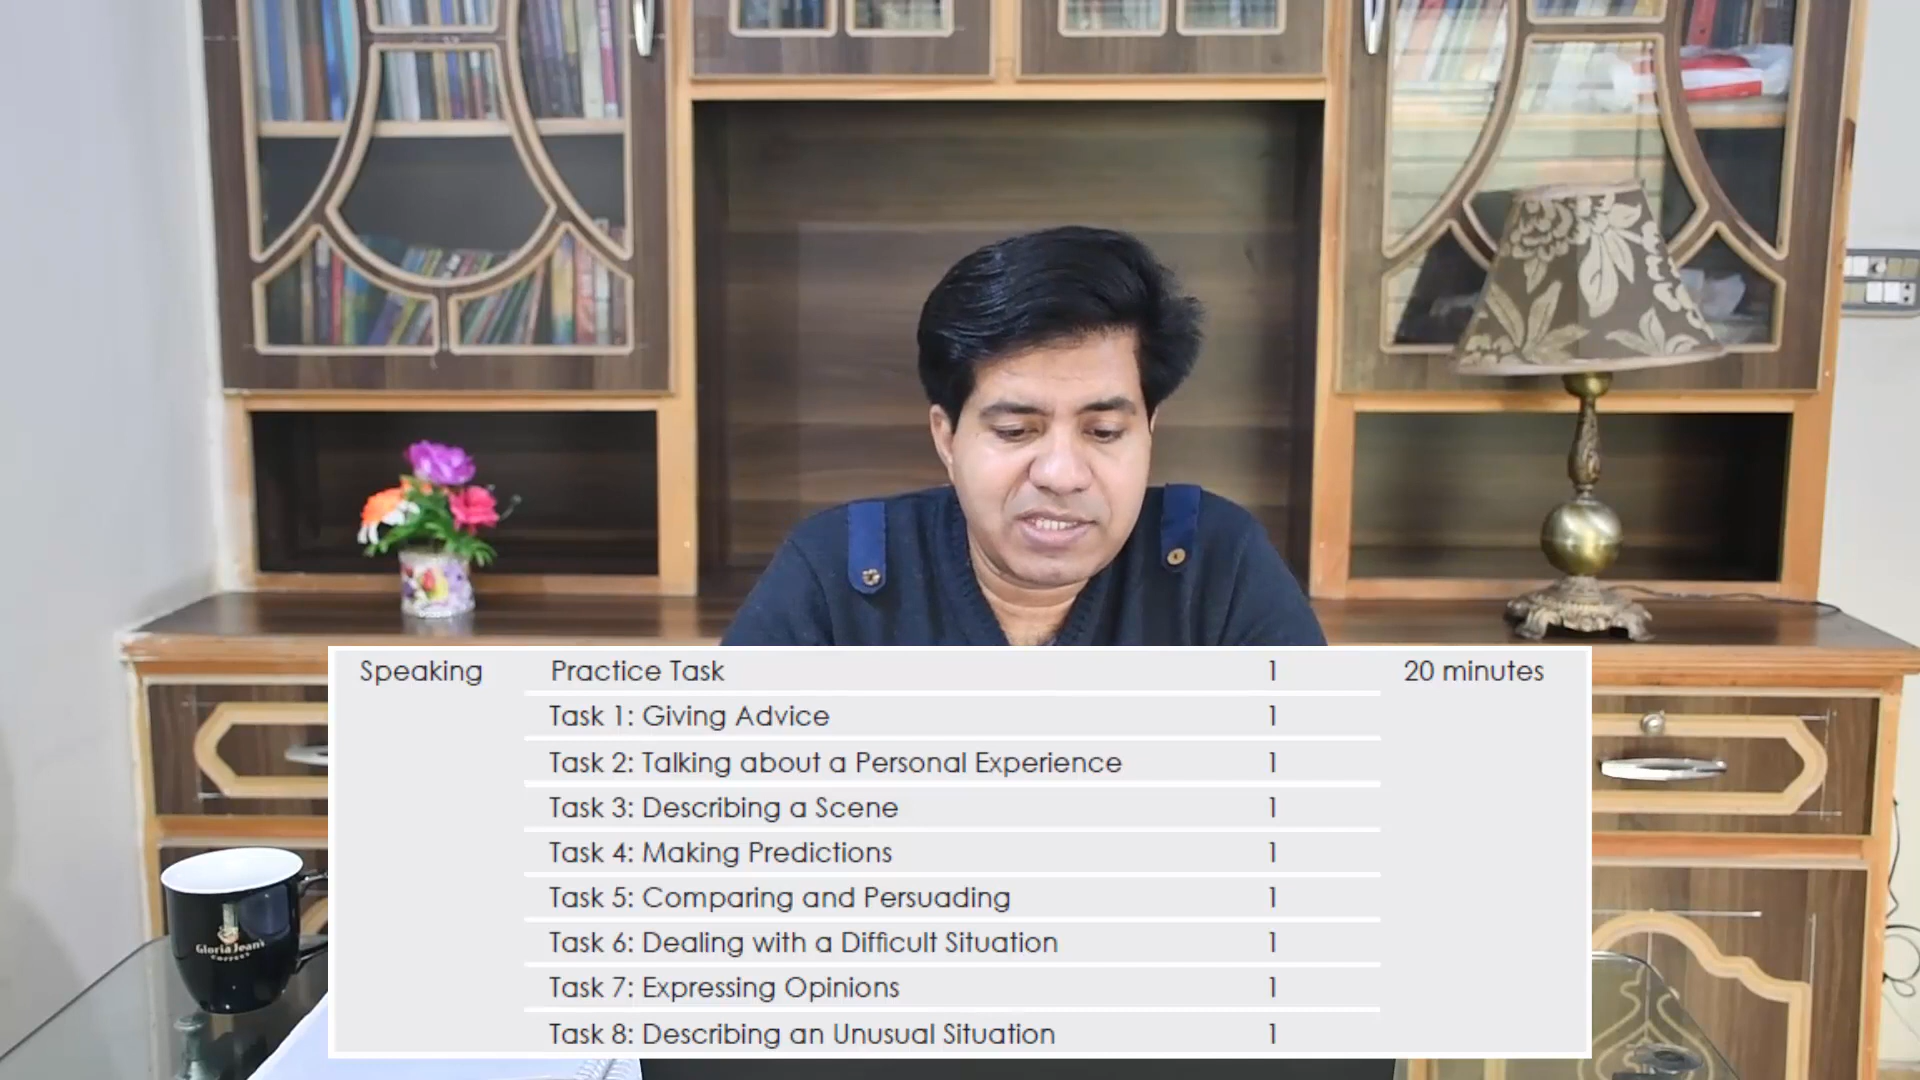 Speaking Practice Task 1 20 minutes
Task 1: Giving Advice 1
Task 2: Talking about a Personal Experience 1
Task 3: Describing a Scene 1
Task 4: Making Predictions 1
Task 5: Comparing and Persuading 1
Task 6: Dealing with a Difficult Situation 1
Task 7: Expressing Opinions 1
Task 8: Describing an Unusual Situation 1
Gloria Jean's
COFFEES